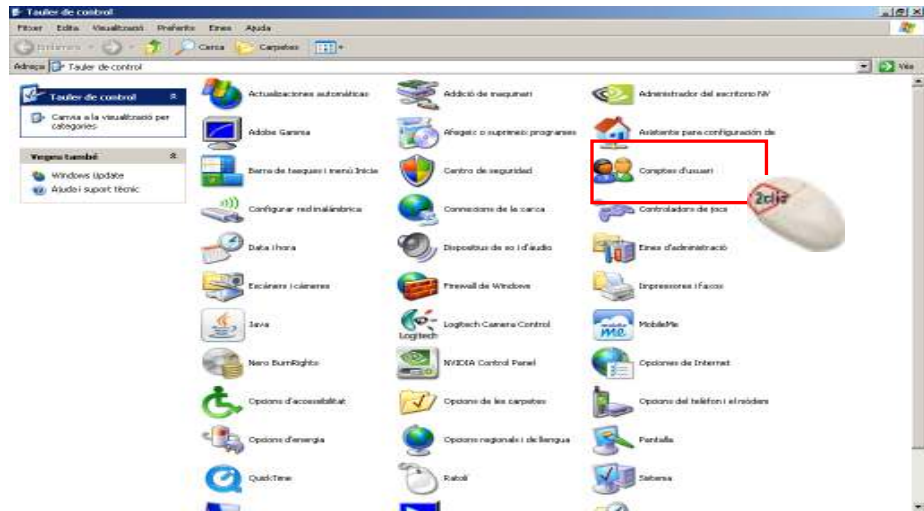 Tauler de control
Fitxer Edita Visualització Preferits Eines Ajuda
Cerca Carpetes
Adreça Tauler de control Vés
Tauler de control
Canvia a la visualització per
categories
Vegeu també
Windows Update
Ajuda i suport tècnic
Actualizaciones automáticas
Addició de maquinari
Administrador del escritorio NV
Adobe Gamma
Afegeix o suprimeix programes
Asistente para configuración de
Barra de tasques i menú Inicia
Centro de seguridad
Comptes d'usuari
2clic
Configurar red inalámbrica
Connexions de la xarxa
Controladors de jocs
Data i hora
Dispositius de so i d'àudio
Eines d'administració
Escàners i càmeres
Firewall de Windows
Impressores i faxos
Java
Logitech
Logitech Camera Control
mobile me
MobileMe
Nero BurnRights
NVIDIA Control Panel
Opciones de Internet
Opcions d'accessibilitat
Opcions de les carpetes
Opcions del telèfon i el mòdem
Opcions d'energia
Opcions regionals i de llengua
Pantalla
QuickTime
Ratolí
Sistema